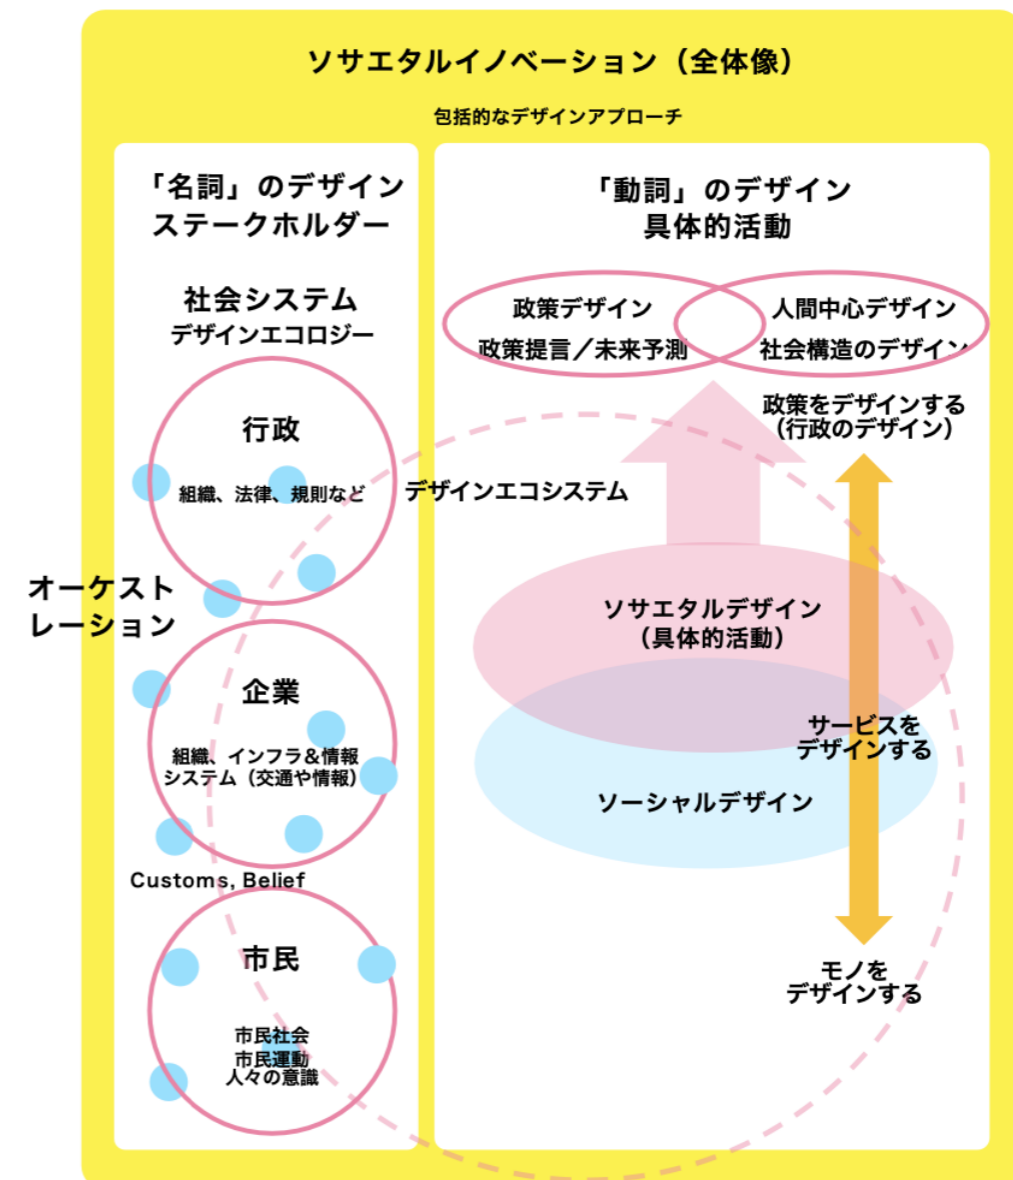 ソサエタルイノベーション（全体像）
包括的なデザインアプローチ
「名詞」のデザイン
ステークホルダー
社会システム
デザインエコロジー
行政
組織、法律、規則など
オーケスト
レーション
企業
組織、インフラ＆情報
システム（交通や情報）
Customs, Belief
市民
市民社会
市民運動
人々の意識
「動詞」のデザイン
具体的活動
政策デザイン
政策提言／未来予測
人間中心デザイン
社会構造のデザイン
政策をデザインする
（行政のデザイン）
デザインエコシステム
ソサエタルデザイン
（具体的活動）
サービスを
デザインする
ソーシャルデザイン
モノを
デザインする